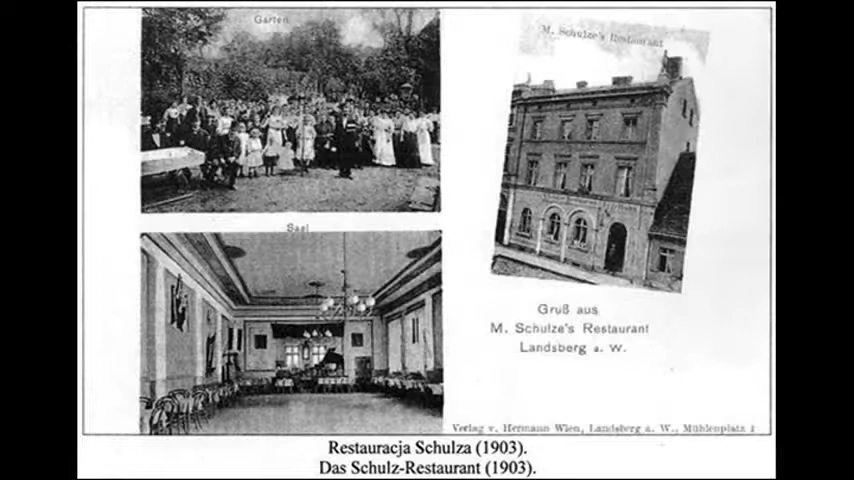 Garten
M. Schulze's Restaurant
Saal
Gruß aus
M. Schulze's Restaurant
Landsberg a. W.
Verlag v. Hermann Wien, Landsberg a. W., Mühlenplatz 1
Restauracja Schulza (1903).
Das Schulz-Restaurant (1903).